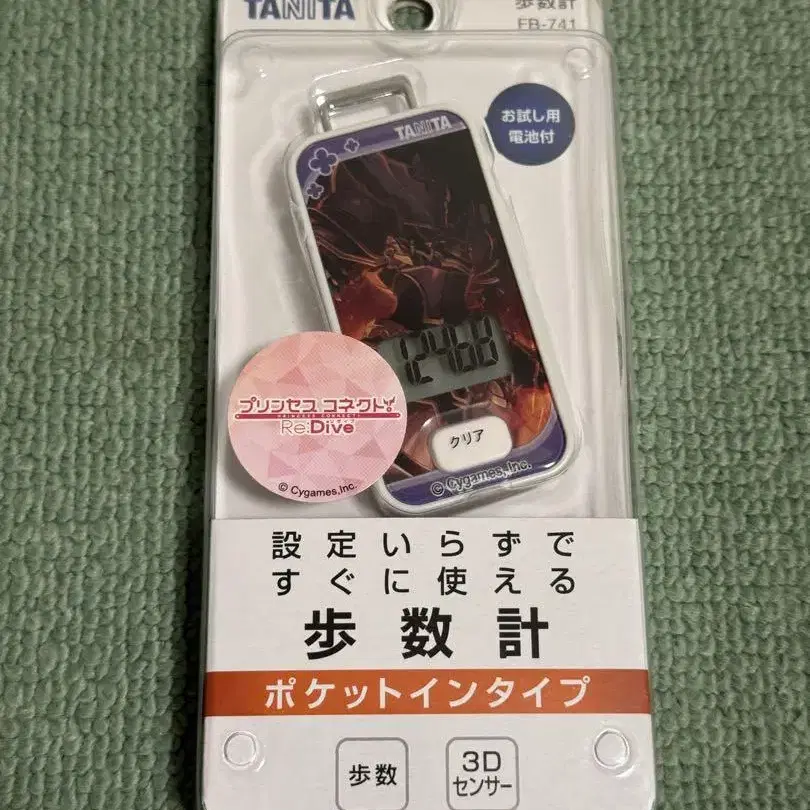 TANITA
歩数計
FB-741
お試し用
電池付
TANITA
12468
プリンセス コネクト!
PRINCESS CONNECT!
Re:Dive
© Cygames,Inc.
クリア
© Cygames, Inc.
設定いらずで
すぐに使える
歩数計
ポケットインタイプ
歩数
3D
センサー